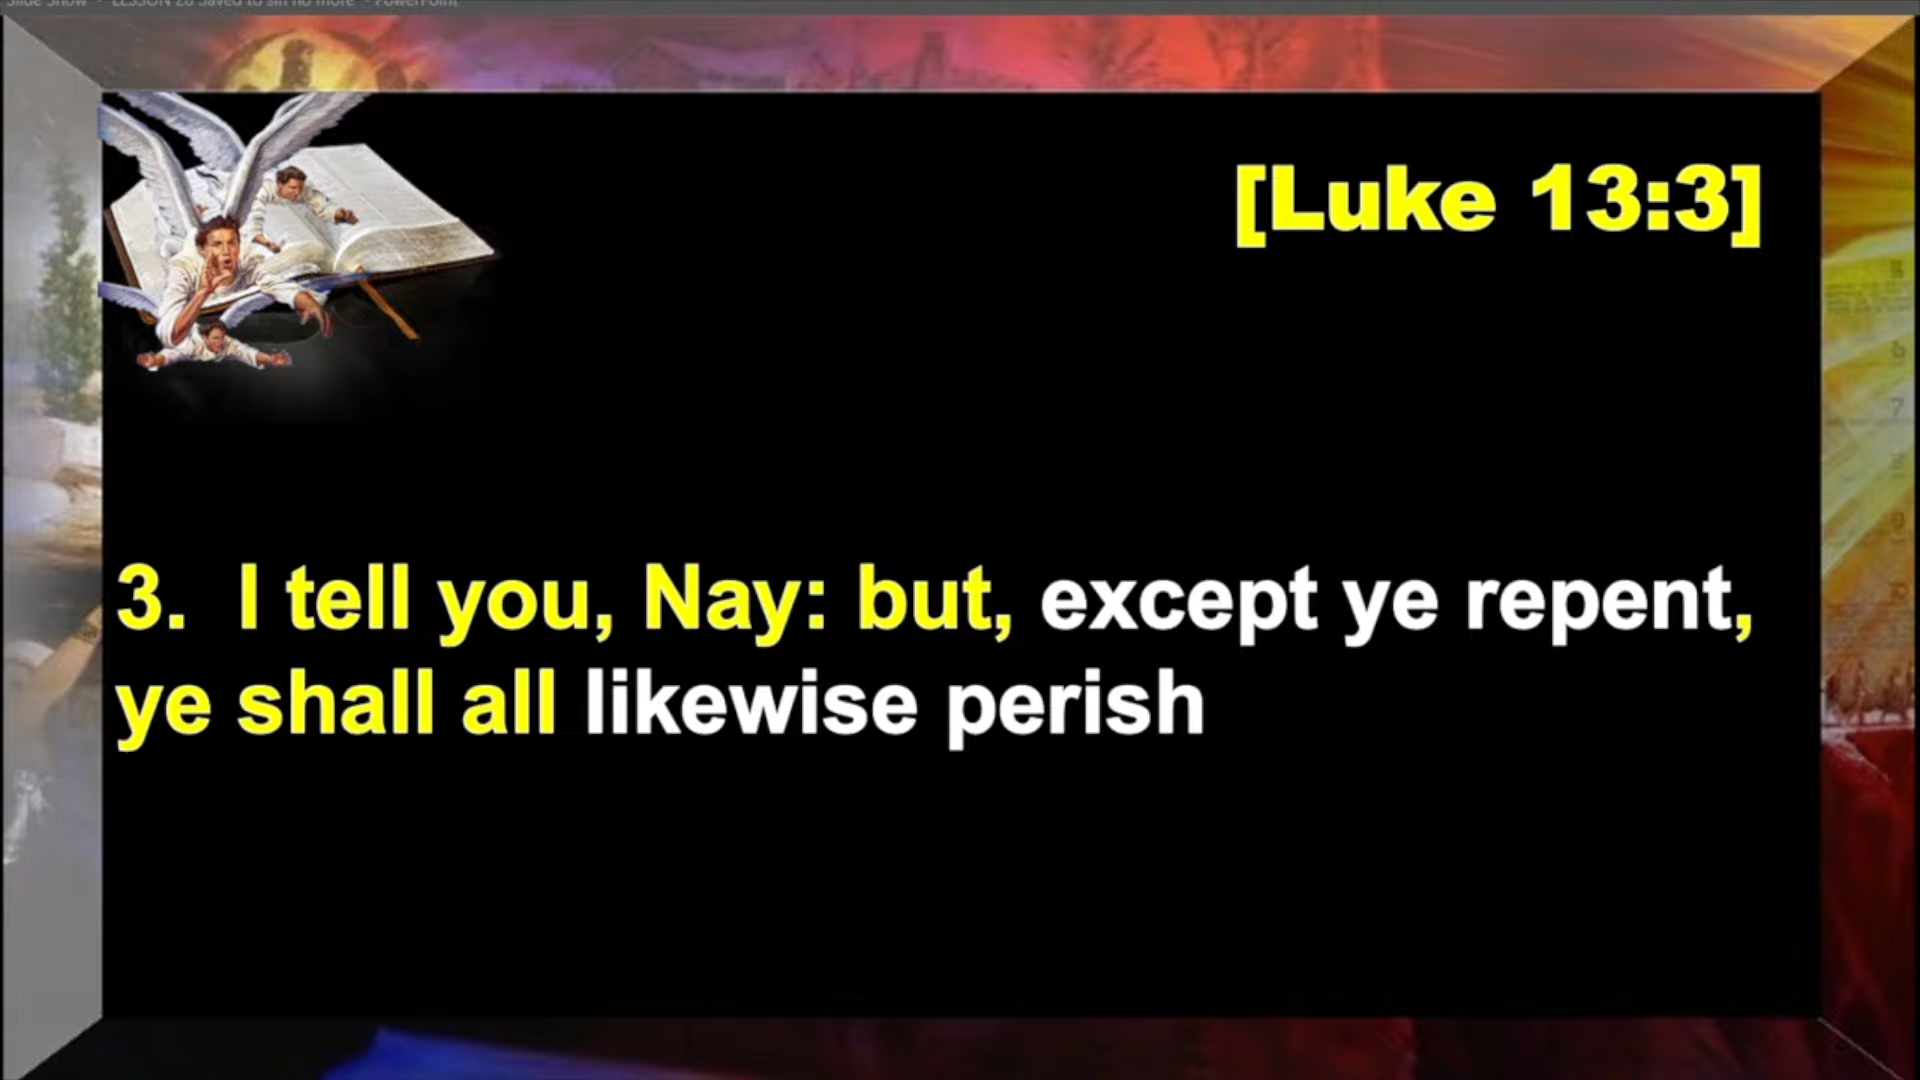 [Luke 13:3]
3. I tell you, Nay: but, except ye repent,
ye shall all likewise perish